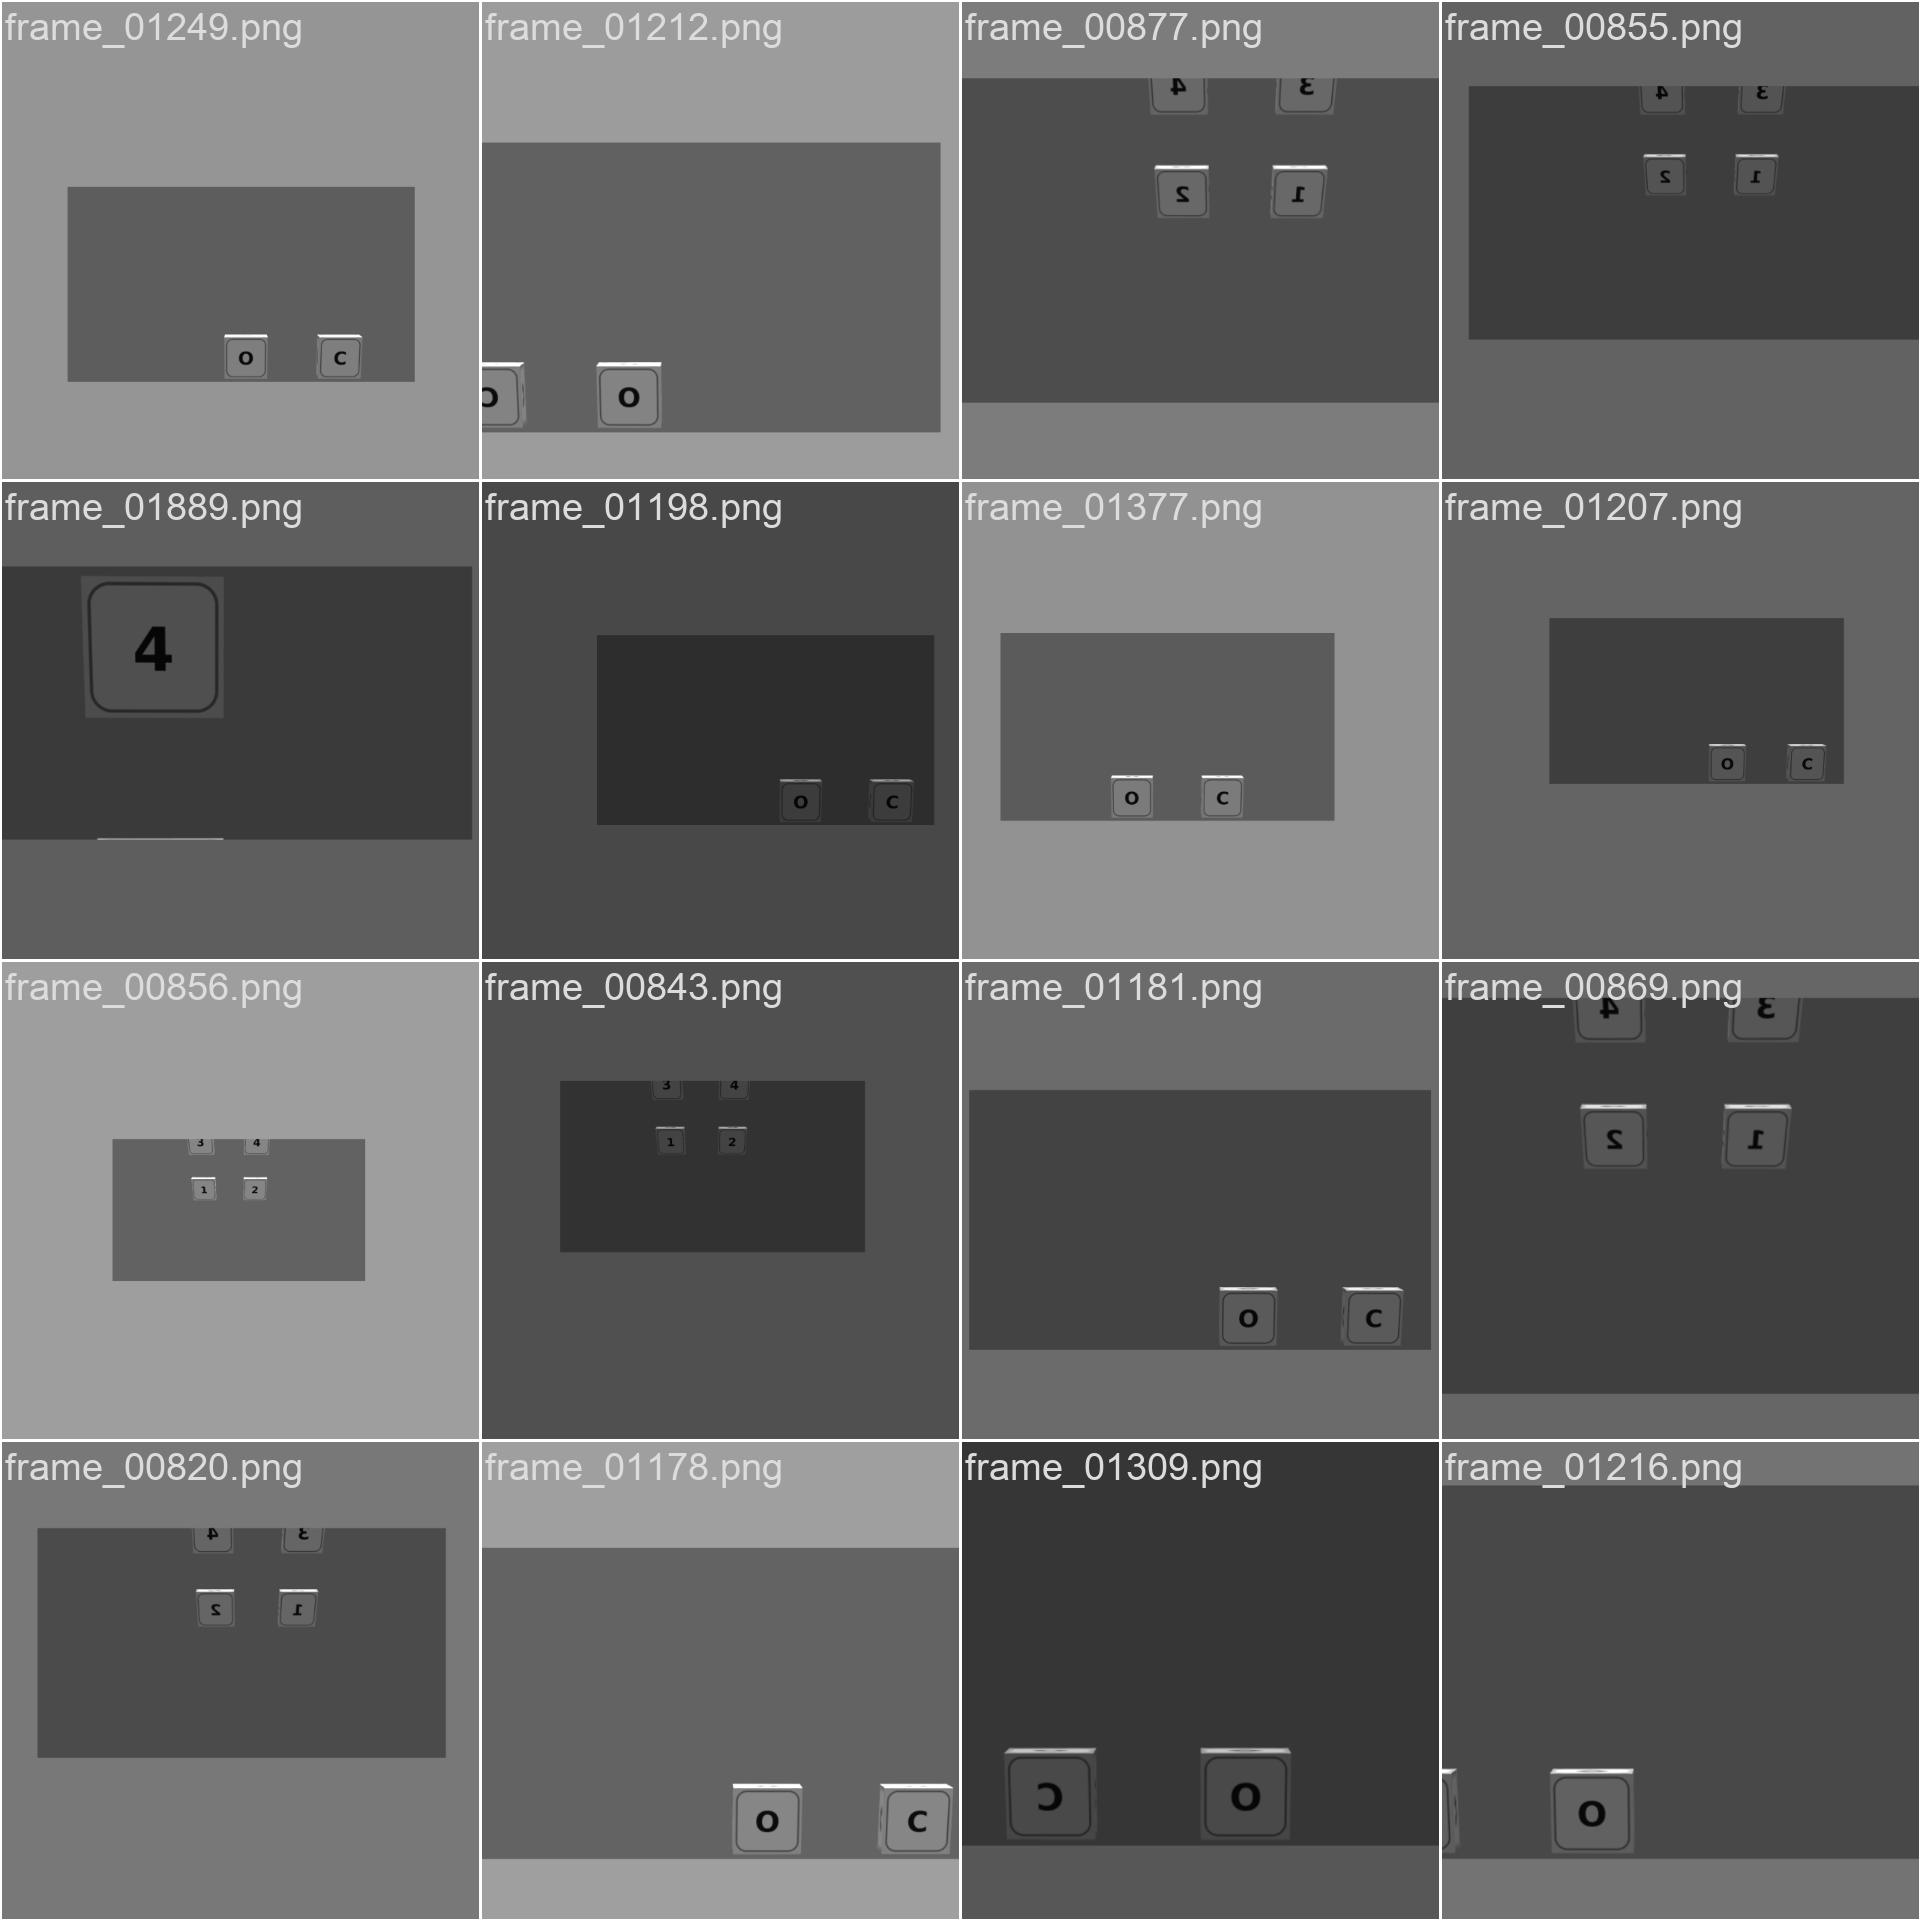 frame_01249.png
frame_01212.png
frame_00877.png
frame_00855.png
O C
O O
4 3
2 1
4 3
2 1
frame_01889.png
frame_01198.png
frame_01377.png
frame_01207.png
4
O C
O C
O C
frame_00856.png
frame_00843.png
frame_01181.png
frame_00869.png
3 4
1 2
3 4
1 2
O C
4 3
2 1
frame_00820.png
frame_01178.png
frame_01309.png
frame_01216.png
4 3
2 1
O C
C O
O